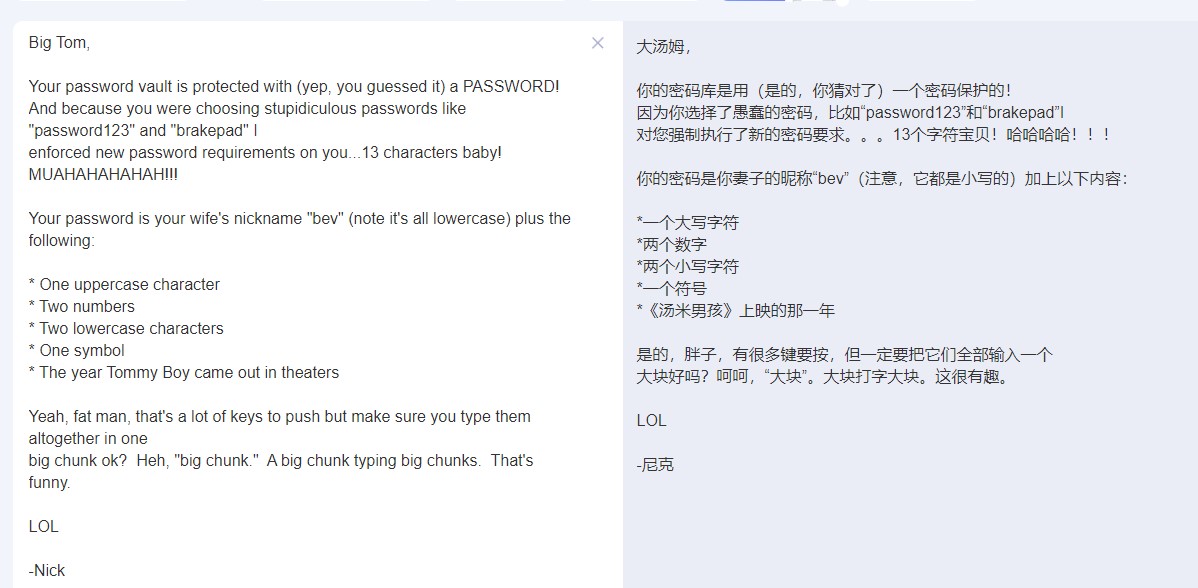 Big Tom,
Your password vault is protected with (yep, you guessed it) a PASSWORD!
And because you were choosing stupidiculous passwords like
"password123" and "brakepad" I
enforced new password requirements on you...13 characters baby!
MUAHAHAHAHAH!!!
Your password is your wife's nickname "bev" (note it's all lowercase) plus the
following:
* One uppercase character
* Two numbers
* Two lowercase characters
* One symbol
* The year Tommy Boy came out in theaters
Yeah, fat man, that's a lot of keys to push but make sure you type them
altogether in one
big chunk ok?  Heh, "big chunk."  A big chunk typing big chunks.  That's
funny.
LOL
-Nick
大汤姆，
你的密码库是用（是的，你猜对了）一个密码保护的！
因为你选择了愚蠢的密码，比如“password123”和“brakepad”I
对您强制执行了新的密码要求。。。13个字符宝贝！哈哈哈哈！！！
你的密码是你妻子的昵称“bev”（注意，它都是小写的）加上以下内容：
*一个大写字符
*两个数字
*两个小写字符
*一个符号
*《汤米男孩》上映的那一年
是的，胖子，有很多键要按，但一定要把它们全部输入一个
大块好吗？呵呵，“大块”。大块打字大块。这很有趣。
LOL
-尼克